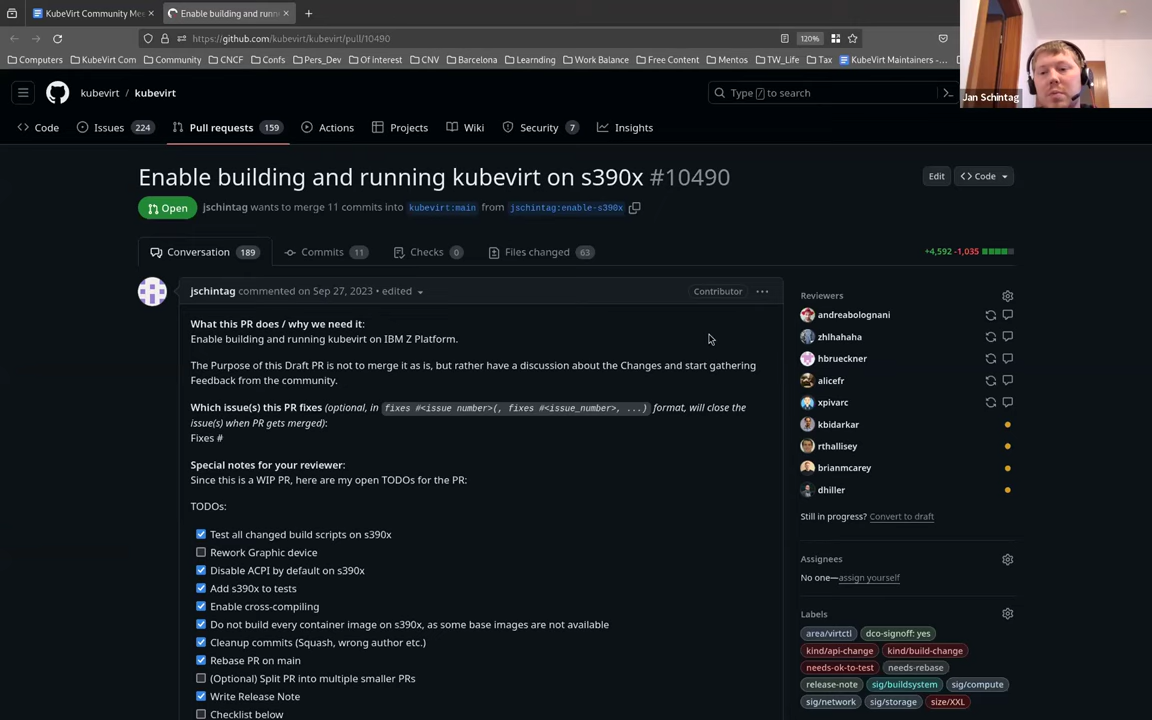 KubeVirt Community Me
Enable building and runn
https://github.com/kubevirt/kubevirt/pull/10490
120%
Computers KubeVirt Com Community CNCF Confs Pers_Dev Of interest CNV Barcelona Learnding Work Balance Free Content Mentos TW_Life Tax KubeVirt Maintainers -…
Jan Schintag
kubevirt / kubevirt
Type / to search
Code Issues 224 Pull requests 159 Actions Projects Wiki Security 7 Insights
Enable building and running kubevirt on s390x #10490
Edit
<> Code
Open jschintag wants to merge 11 commits into kubevirt:main from jschintag:enable-s390x
Conversation 189 Commits 11 Checks 0 Files changed 63
+4,592 -1,035
jschintag commented on Sep 27, 2023 • edited
Contributor
What this PR does / why we need it:
Enable building and running kubevirt on IBM Z Platform.
The Purpose of this Draft PR is not to merge it as is, but rather have a discussion about the Changes and start gathering
Feedback from the community.
Which issue(s) this PR fixes (optional, in fixes #<issue number>(, fixes #<issue_number>, ...) format, will close the
issue(s) when PR gets merged):
Fixes #
Special notes for your reviewer:
Since this is a WIP PR, here are my open TODOs for the PR:
TODOs:
Test all changed build scripts on s390x
Rework Graphic device
Disable ACPI by default on s390x
Add s390x to tests
Enable cross-compiling
Do not build every container image on s390x, as some base images are not available
Cleanup commits (Squash, wrong author etc.)
Rebase PR on main
(Optional) Split PR into multiple smaller PRs
Write Release Note
Checklist below
Reviewers
andreabolognani
zhlhahaha
hbrueckner
alicefr
xpivarc
kbidarkar
rthallisey
brianmcarey
dhiller
Still in progress? Convert to draft
Assignees
No one—assign yourself
Labels
area/virtctl dco-signoff: yes
kind/api-change kind/build-change
needs-ok-to-test needs-rebase
release-note sig/buildsystem sig/compute
sig/network sig/storage size/XXL